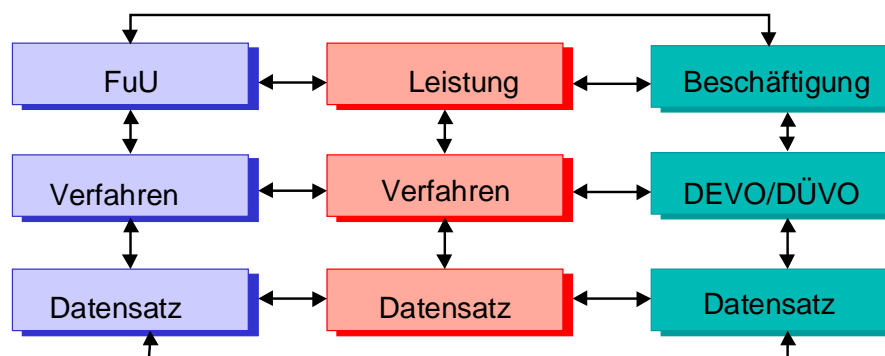 FuU
Leistung
Beschäftigung
Verfahren
Verfahren
DEVO/DÜVO
Datensatz
Datensatz
Datensatz